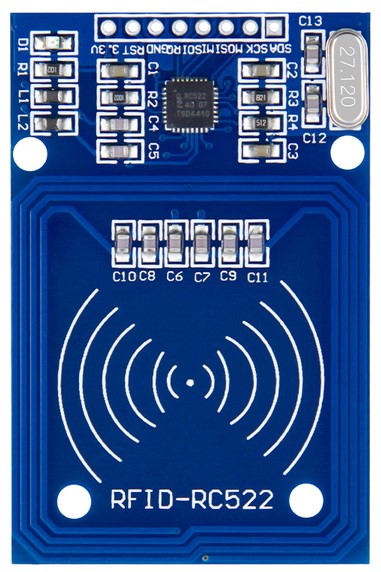 RFID-RC522
C11 C9 C7 C6 C8 C10
C12
C3
R4
R3
C2
C5
C4
R2
C1
L2
L1
R1
D1
27.120
C13
SDA SCK MOSI MISO IRQ GND RST 3.3V